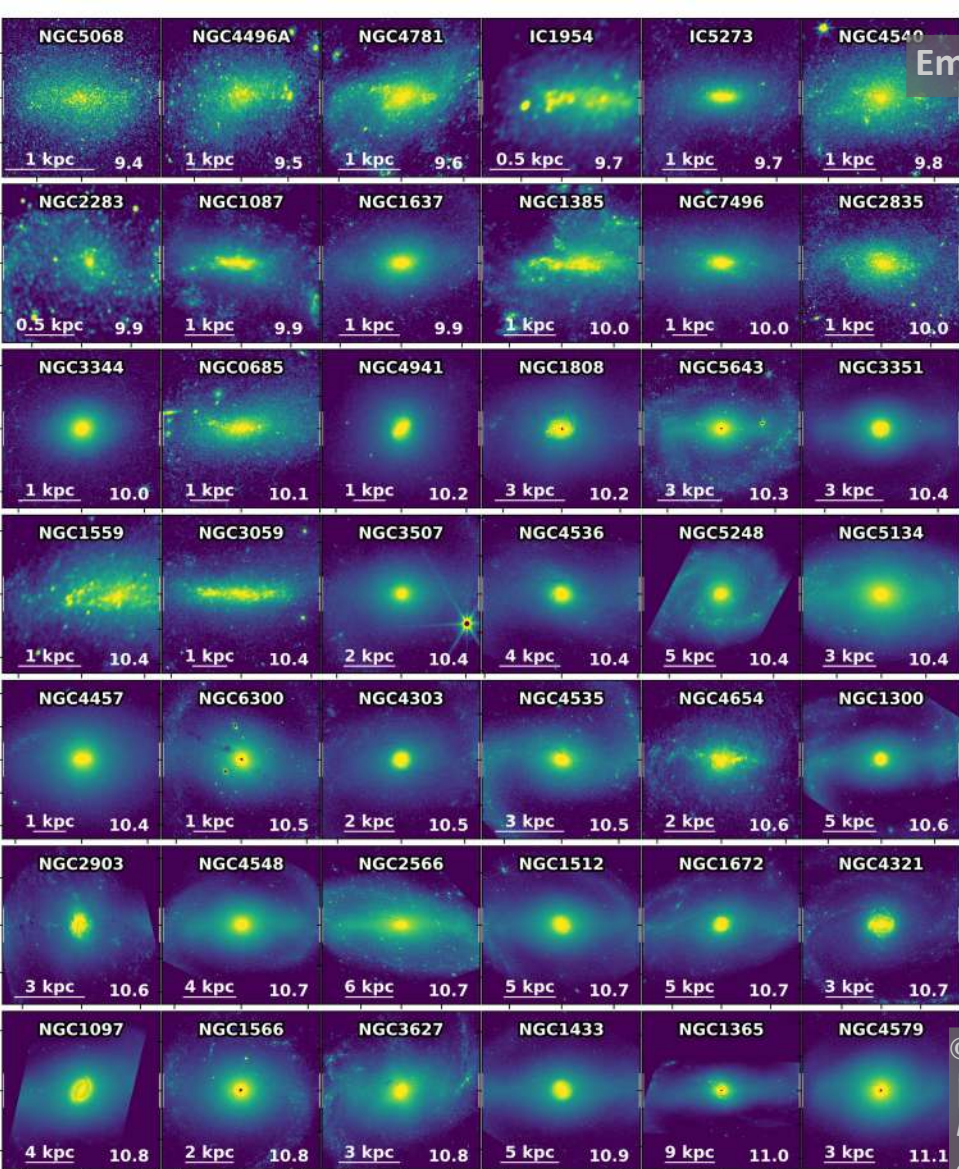 NGC5068 NGC4496A NGC4781 IC1954 IC5273 NGC4540
Em
1 kpc 9.4 1 kpc 9.5 1 kpc 9.6 0.5 kpc 9.7 1 kpc 9.7 1 kpc 9.8
NGC2283 NGC1087 NGC1637 NGC1385 NGC7496 NGC2835
0.5 kpc 9.9 1 kpc 9.9 1 kpc 9.9 1 kpc 10.0 1 kpc 10.0 1 kpc 10.0
NGC3344 NGC0685 NGC4941 NGC1808 NGC5643 NGC3351
1 kpc 10.0 1 kpc 10.1 1 kpc 10.2 3 kpc 10.2 3 kpc 10.3 3 kpc 10.4
NGC1559 NGC3059 NGC3507 NGC4536 NGC5248 NGC5134
1 kpc 10.4 1 kpc 10.4 2 kpc 10.4 4 kpc 10.4 5 kpc 10.4 3 kpc 10.4
NGC4457 NGC6300 NGC4303 NGC4535 NGC4654 NGC1300
1 kpc 10.4 1 kpc 10.5 2 kpc 10.5 3 kpc 10.5 2 kpc 10.6 5 kpc 10.6
NGC2903 NGC4548 NGC2566 NGC1512 NGC1672 NGC4321
3 kpc 10.6 4 kpc 10.7 6 kpc 10.7 5 kpc 10.7 5 kpc 10.7 3 kpc 10.7
NGC1097 NGC1566 NGC3627 NGC1433 NGC1365 NGC4579
4 kpc 10.8 2 kpc 10.8 3 kpc 10.8 5 kpc 10.9 9 kpc 11.0 3 kpc 11.1